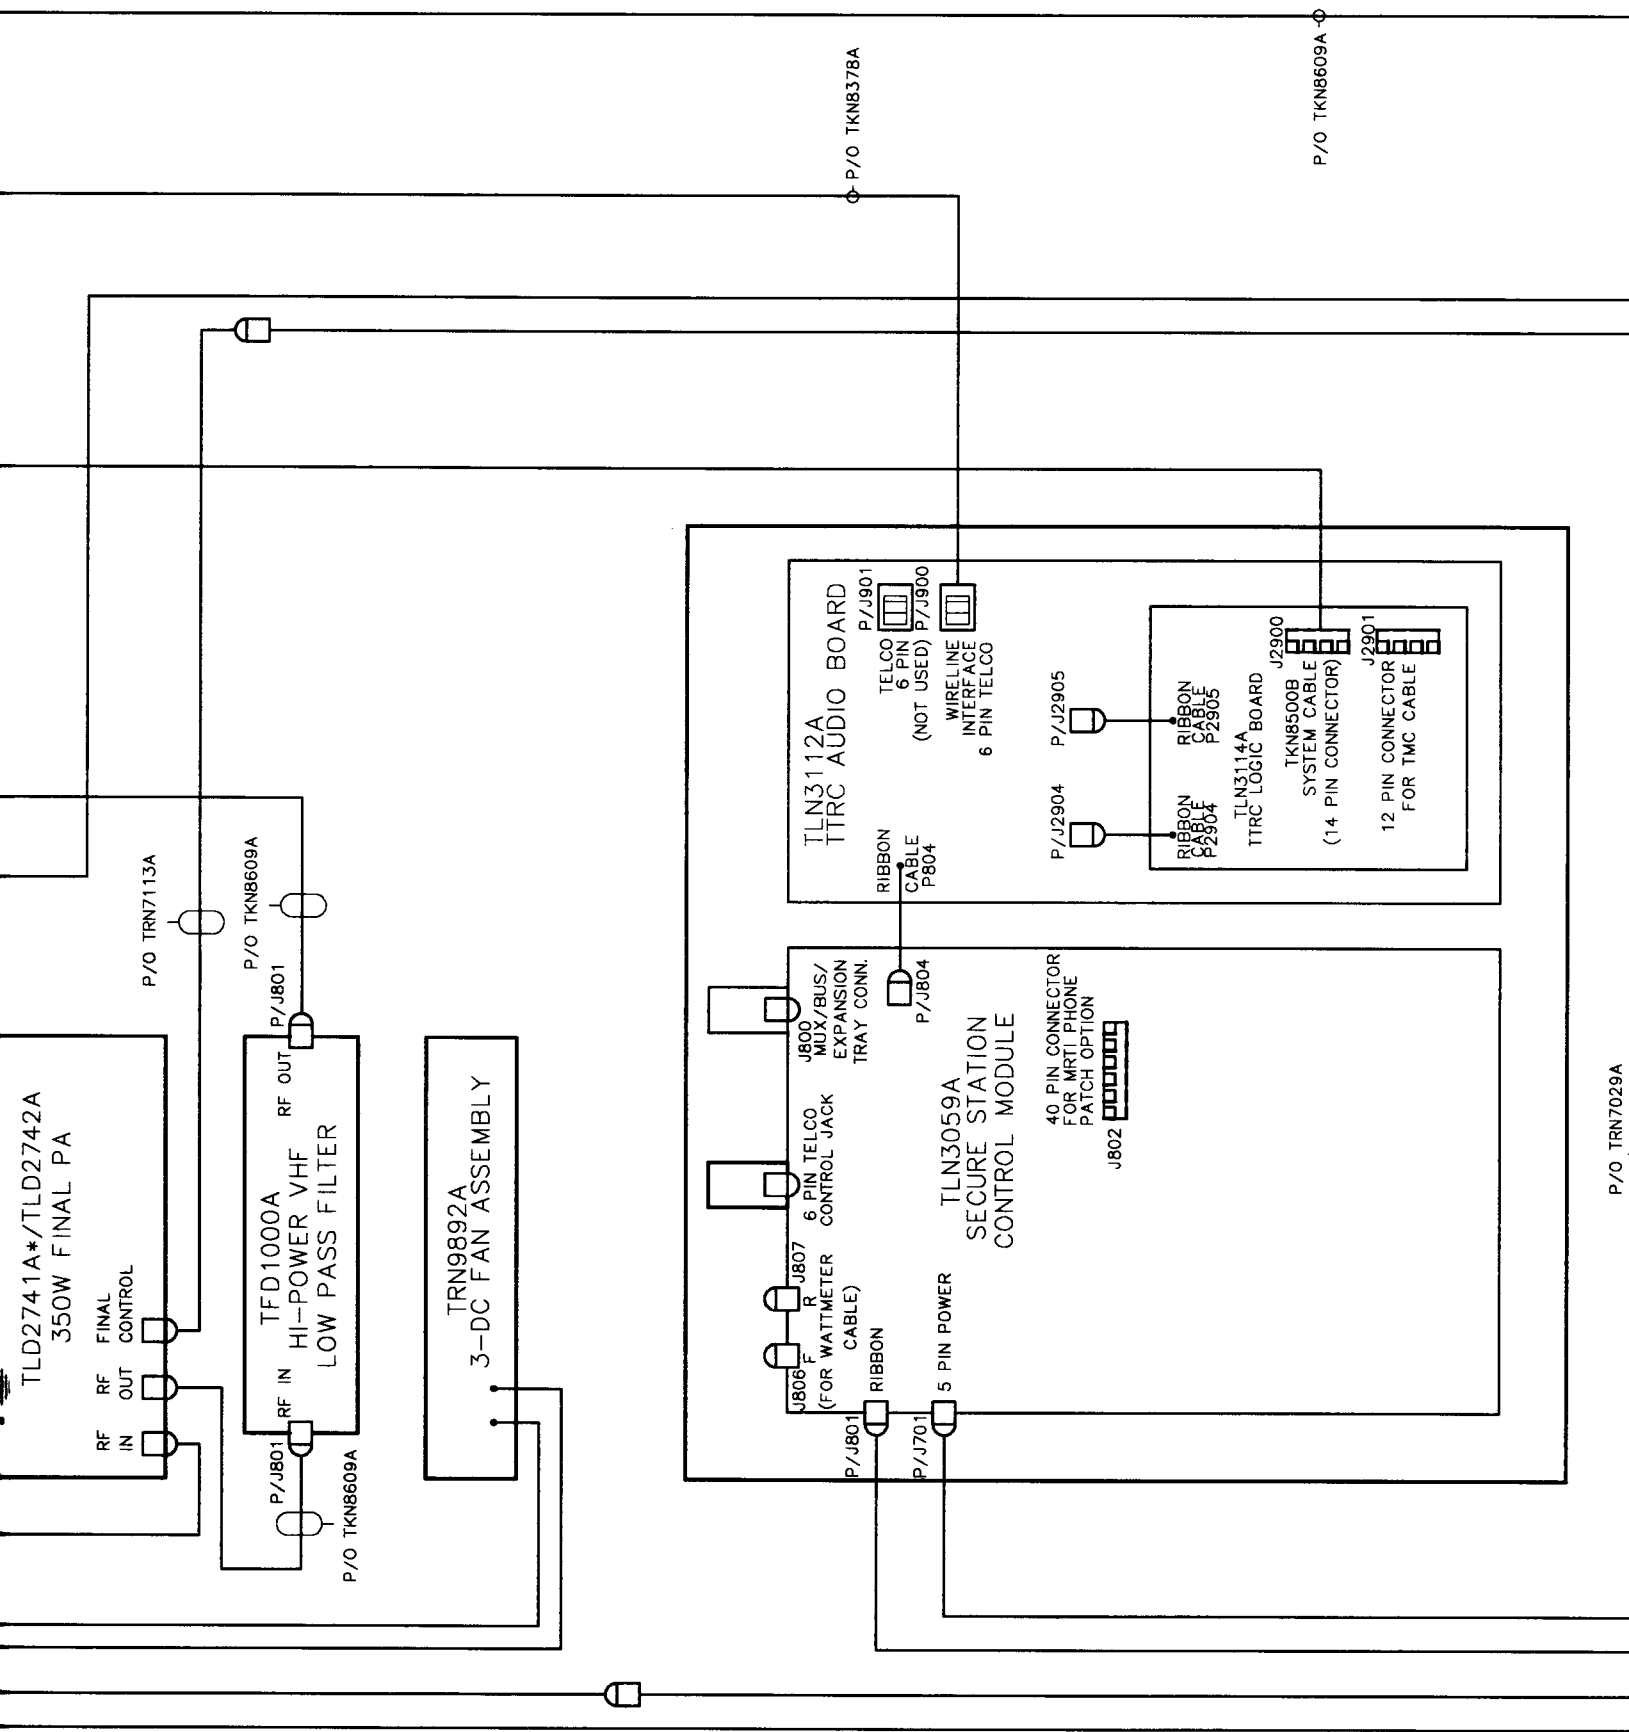 P/O TKN8378A
P/O TKN8609A
P/O TRN7113A
P/O TKN8609A
P/J801
TLD2741A*/TLD2742A
350W FINAL PA
RF
IN
RF
OUT
FINAL
CONTROL
TFD1000A
HI-POWER VHF
LOW PASS FILTER
RF IN
RF OUT
P/J801
P/O TKN8609A
TRN9892A
3-DC FAN ASSEMBLY
TLN3112A
TTRC AUDIO BOARD
P/J901
TELCO
6 PIN
(NOT USED)
P/J900
WIRELINE
INTERFACE
6 PIN TELCO
RIBBON
CABLE
P804
P/J2904
P/J2905
RIBBON
CABLE
P2904
RIBBON
CABLE
P2905
TLN3114A
TTRC LOGIC BOARD
J2900
TKN8500B
SYSTEM CABLE
(14 PIN CONNECTOR)
J2901
12 PIN CONNECTOR
FOR TMC CABLE
J800
MUX/BUS/
EXPANSION
TRAY CONN.
P/J804
6 PIN TELCO
CONTROL JACK
J806
F
R
J807
(FOR WATTMETER
CABLE)
P/J801
RIBBON
P/J701
5 PIN POWER
TLN3059A
SECURE STATION
CONTROL MODULE
40 PIN CONNECTOR
FOR MRTI PHONE
PATCH OPTION
J802
P/O TRN7029A